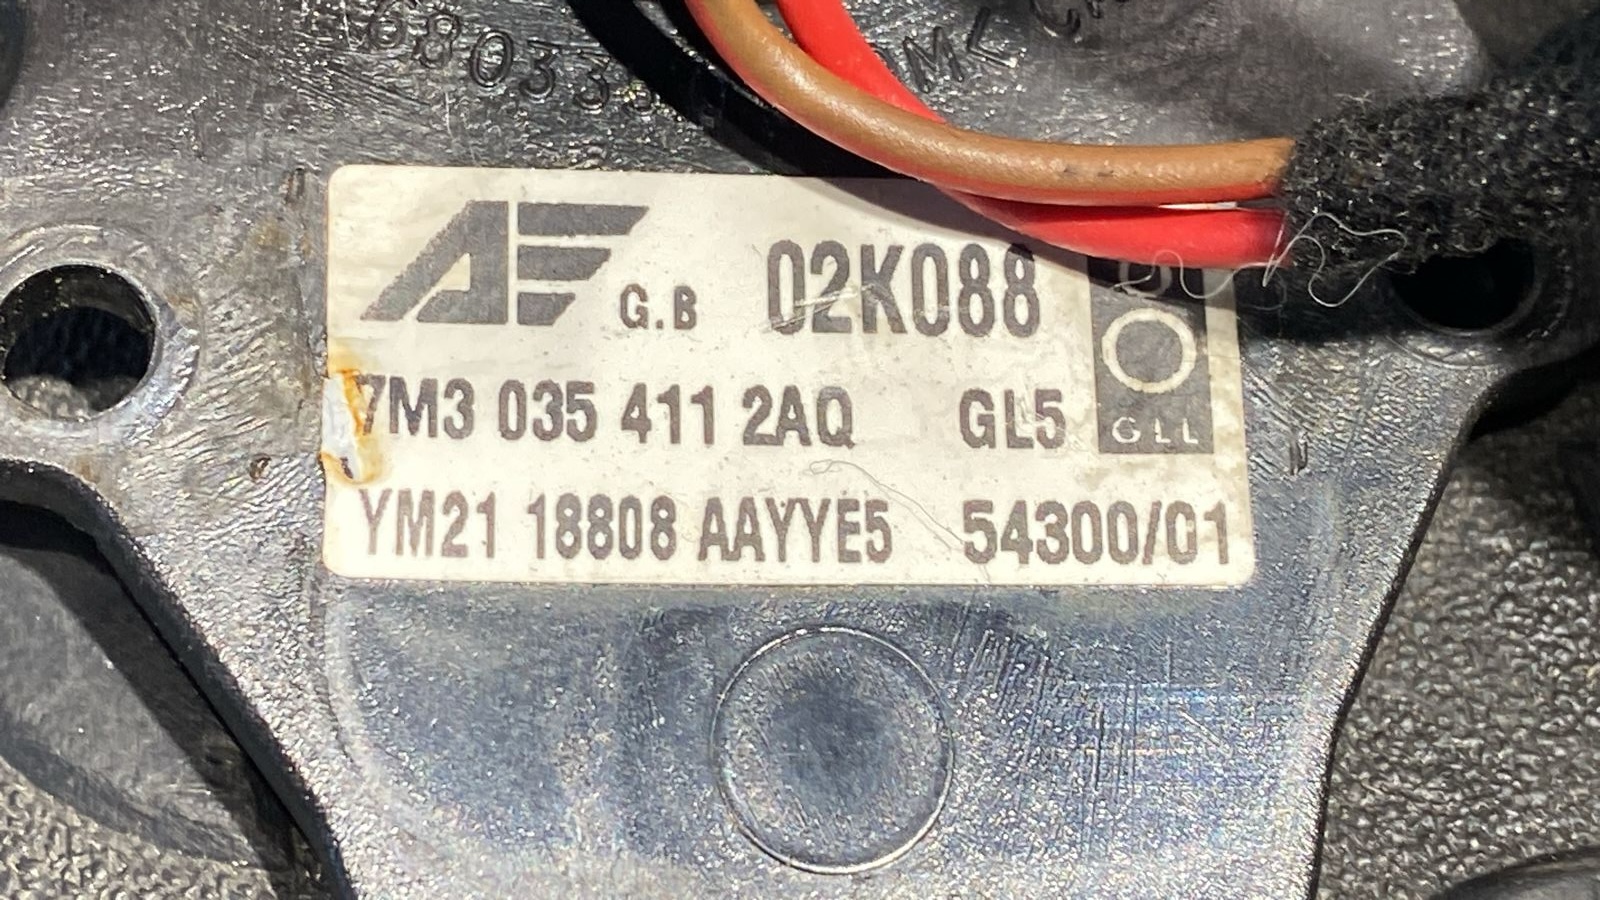 AF G.B 02K088
7M3 035 411 2AQ GL5
GLL
YM21 18808 AAYYE5 54300/01